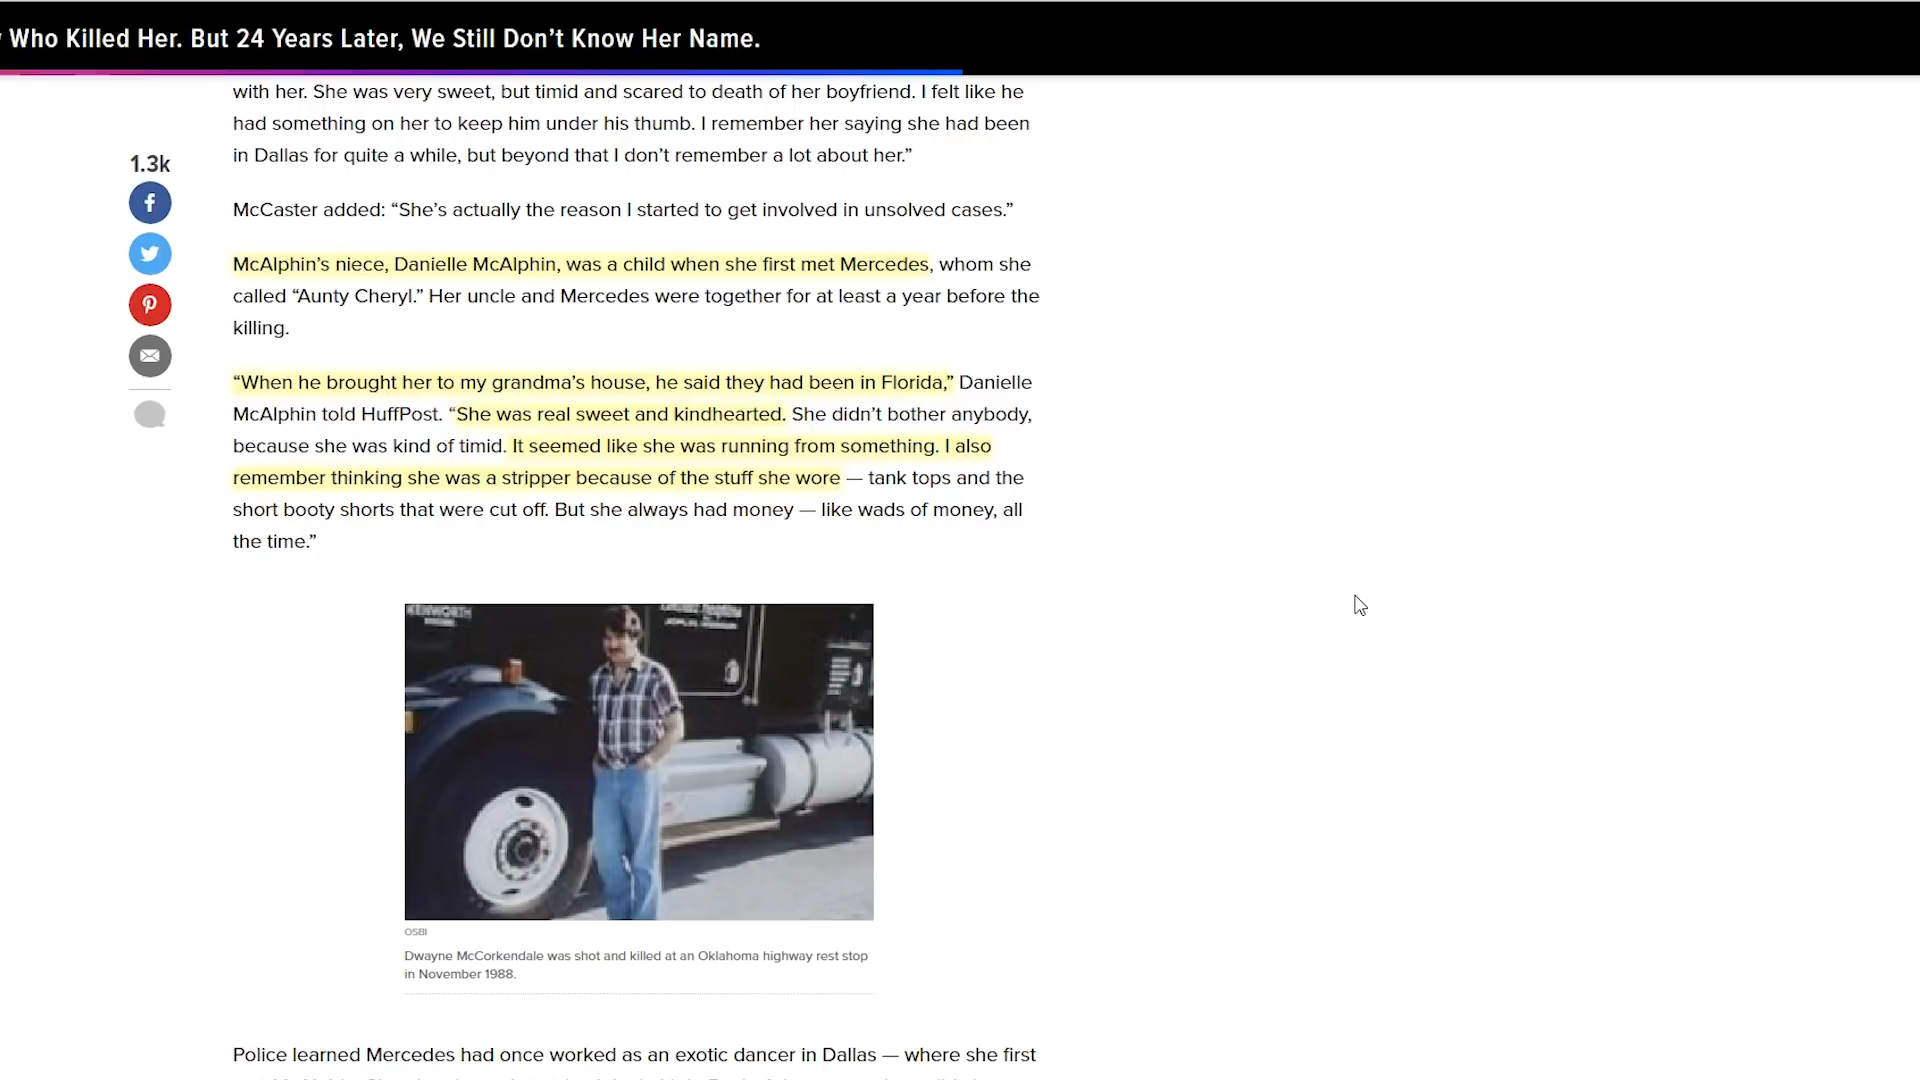 Who Killed Her. But 24 Years Later, We Still Don’t Know Her Name.
with her. She was very sweet, but timid and scared to death of her boyfriend. I felt like he
had something on her to keep him under his thumb. I remember her saying she had been
in Dallas for quite a while, but beyond that I don’t remember a lot about her.”
1.3k
McCaster added: “She’s actually the reason I started to get involved in unsolved cases.”
McAlphin’s niece, Danielle McAlphin, was a child when she first met Mercedes, whom she
called “Aunty Cheryl.” Her uncle and Mercedes were together for at least a year before the
killing.
“When he brought her to my grandma’s house, he said they had been in Florida,” Danielle
McAlphin told HuffPost. “She was real sweet and kindhearted. She didn’t bother anybody,
because she was kind of timid. It seemed like she was running from something. I also
remember thinking she was a stripper because of the stuff she wore — tank tops and the
short booty shorts that were cut off. But she always had money — like wads of money, all
the time.”
KENWORTH
OSBI
Dwayne McCorkendale was shot and killed at an Oklahoma highway rest stop
in November 1988.
Police learned Mercedes had once worked as an exotic dancer in Dallas — where she first